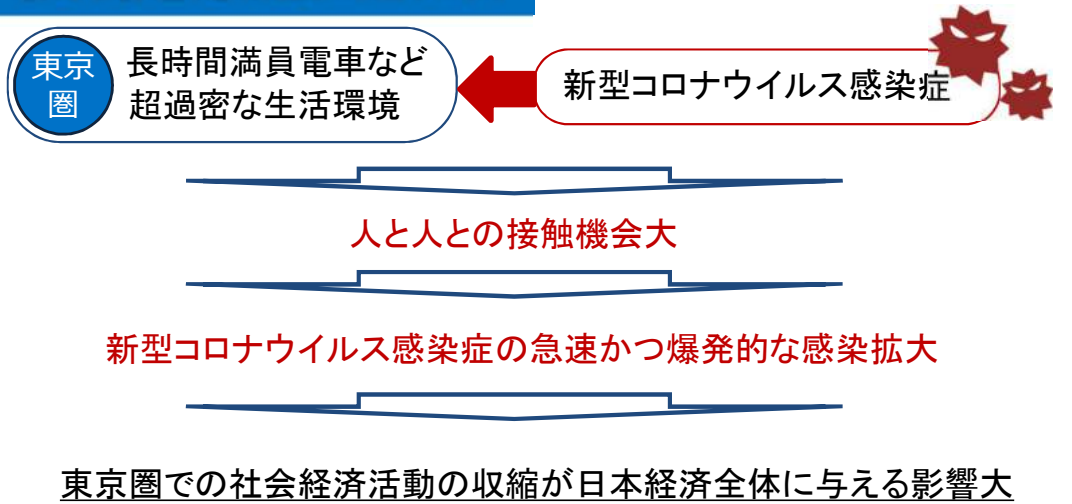 東京
圏
長時間満員電車など
超過密な生活環境
新型コロナウイルス感染症
人と人との接触機会大
新型コロナウイルス感染症の急速かつ爆発的な感染拡大
東京圏での社会経済活動の収縮が日本経済全体に与える影響大